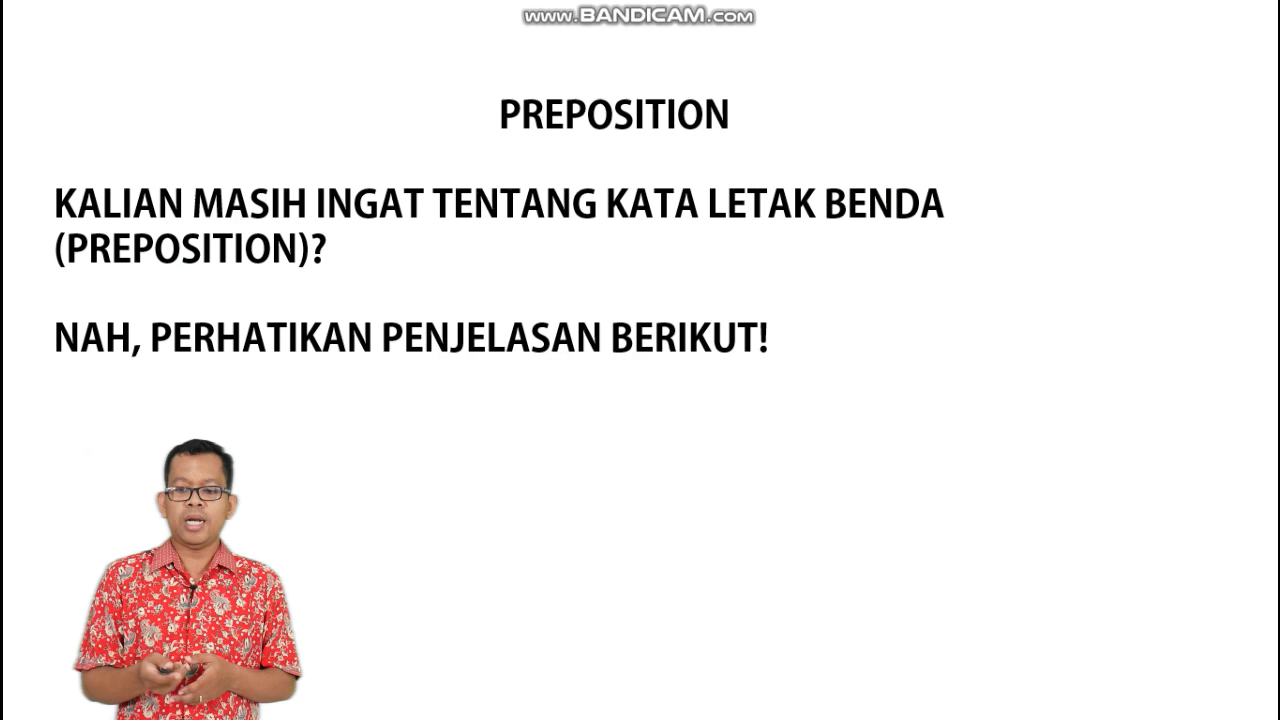 www.BANDICAM.com
PREPOSITION
KALIAN MASIH INGAT TENTANG KATA LETAK BENDA
(PREPOSITION)?
NAH, PERHATIKAN PENJELASAN BERIKUT!